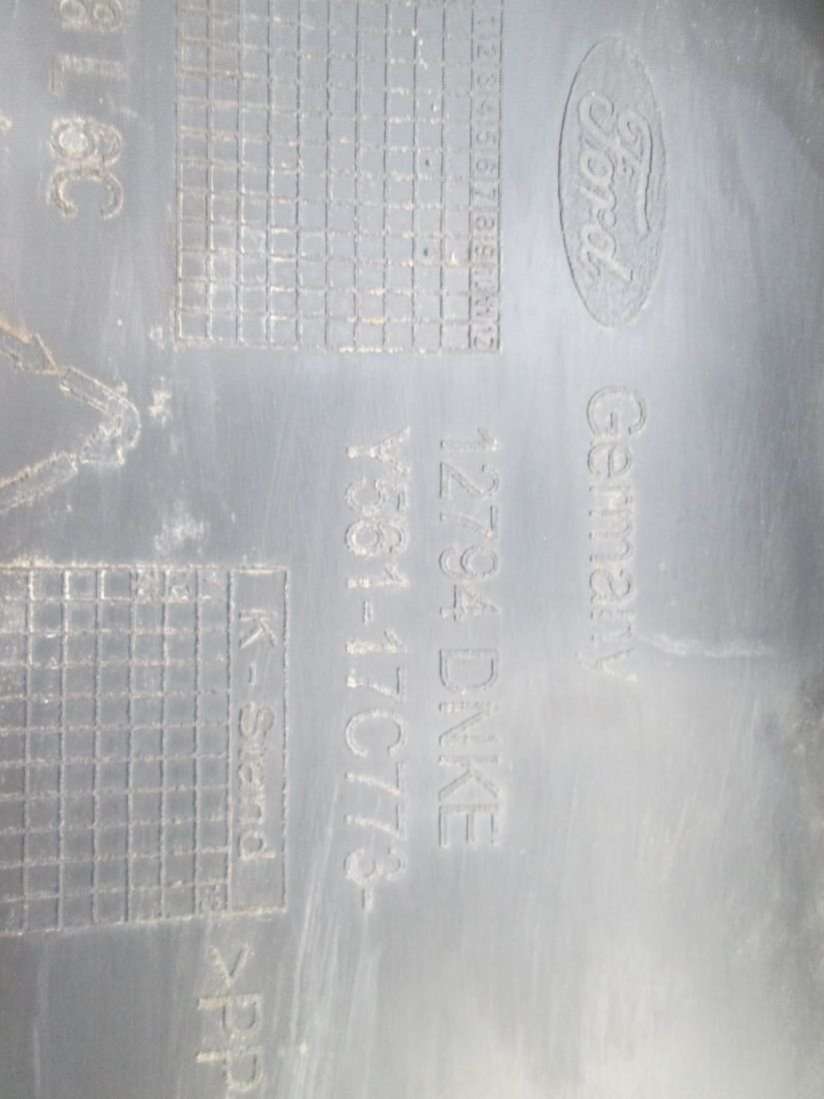 Ford
Germany
1 2 3 4 5 6 7 8 9 10 11 12
12794 DNKE
YS61-17C773-
K-Stand
>PP